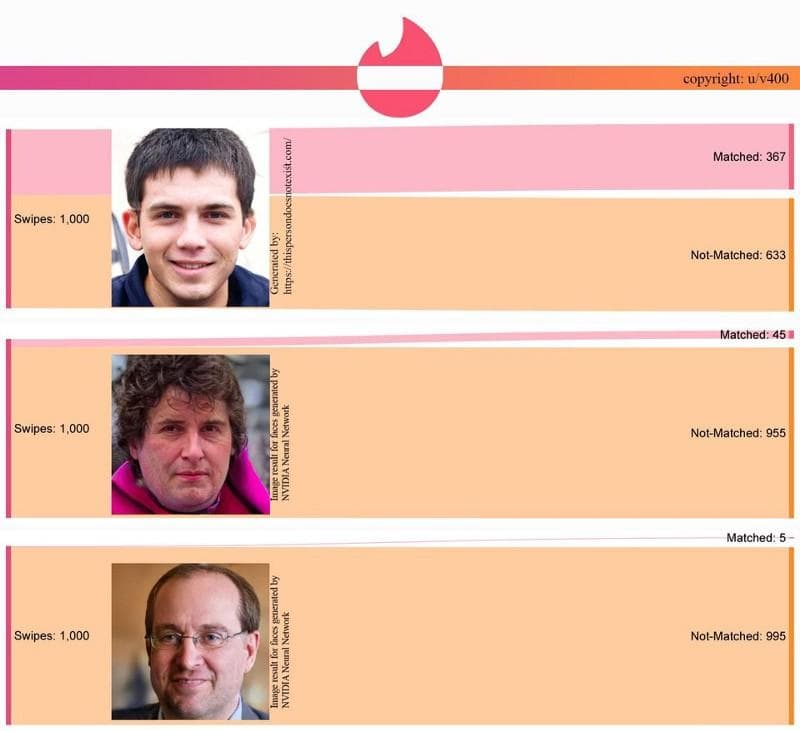 copyright: u/v400
Matched: 367
Swipes: 1,000
Generated by:
https://thispersondoesnotexist.com/
Not-Matched: 633
Matched: 45
Swipes: 1,000
Image result for faces generated by
NVIDIA Neural Network
Not-Matched: 955
Matched: 5
Swipes: 1,000
Image result for faces generated by
NVIDIA Neural Network
Not-Matched: 995